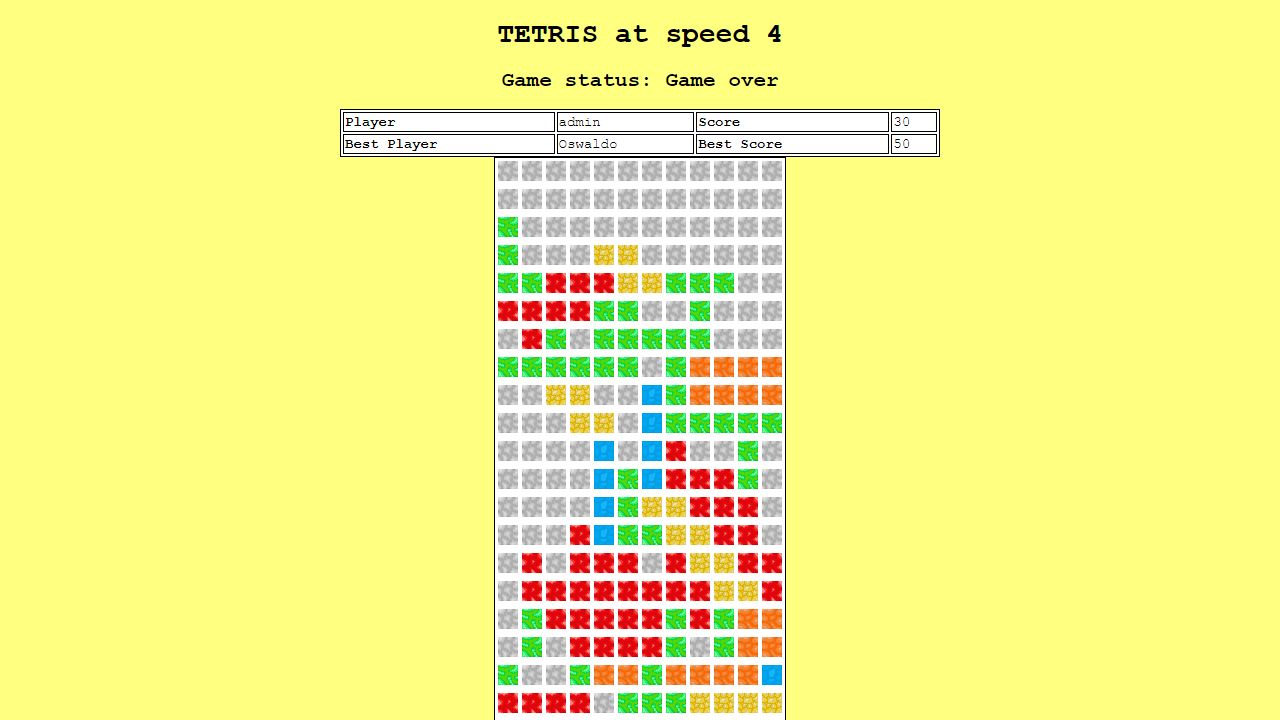 TETRIS at speed 4
Game status: Game over
Player admin Score 30
Best Player Oswaldo Best Score 50